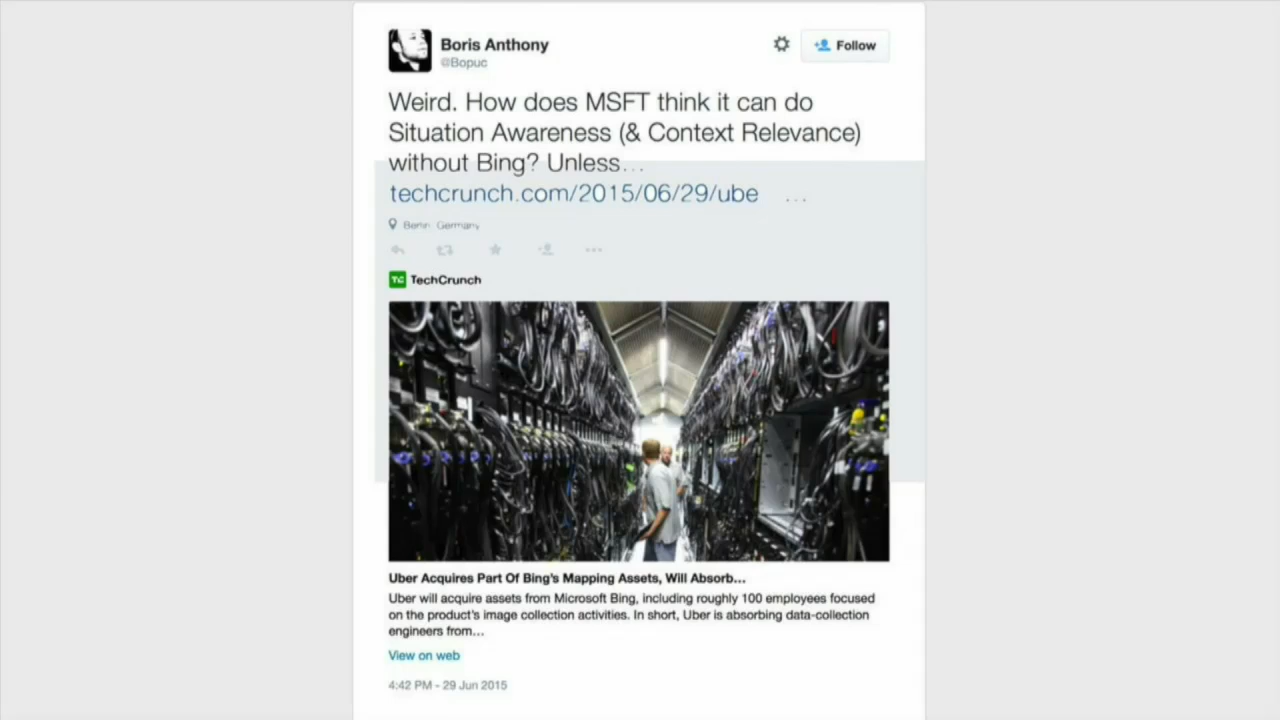 Boris Anthony
@Bopuc
Follow
Weird. How does MSFT think it can do
Situation Awareness (& Context Relevance)
without Bing? Unless...
techcrunch.com/2015/06/29/ube ...
Berlin Germany
TC TechCrunch
Uber Acquires Part Of Bing's Mapping Assets, Will Absorb...
Uber will acquire assets from Microsoft Bing, including roughly 100 employees focused
on the product's image collection activities. In short, Uber is absorbing data-collection
engineers from...
View on web
4:42 PM - 29 Jun 2015